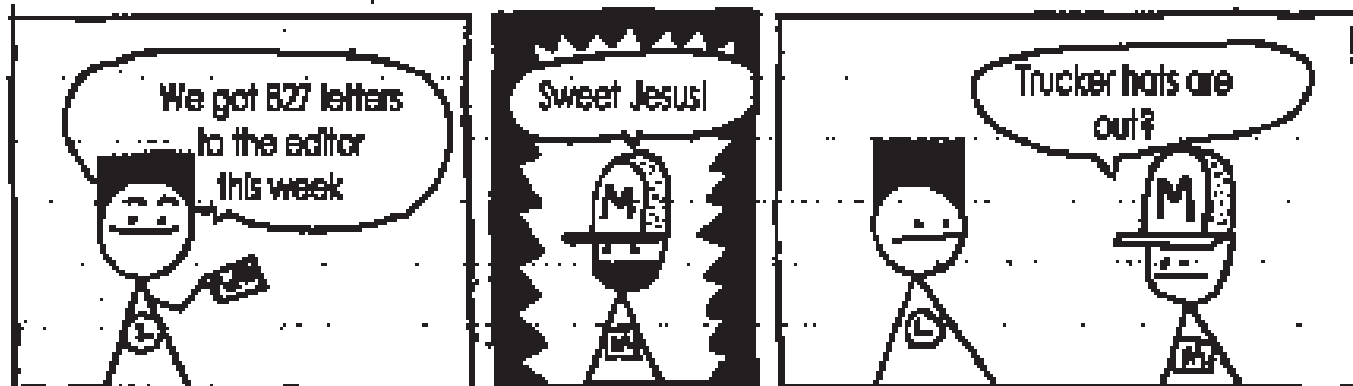 We got 827 letters
to the editor
this week
L
Sweet Jesus!
M
M
Trucker hats are
out?
L
M
M